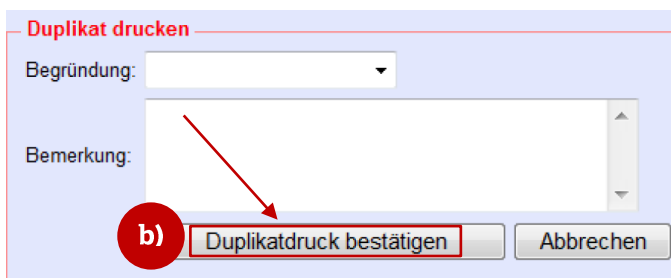 Duplikat drucken
Begründung:
Bemerkung:
b) Duplikatdruck bestätigen Abbrechen